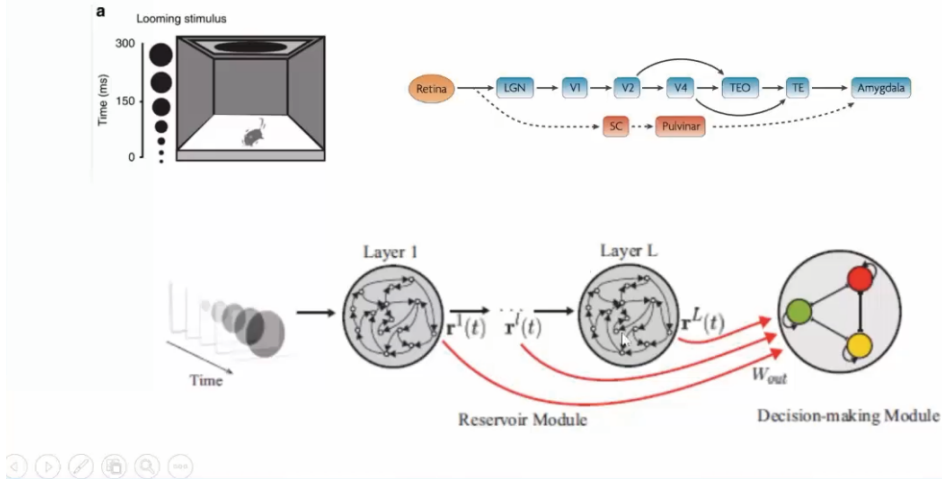 a
Looming stimulus
300
150
0
Time (ms)
Retina
LGN
V1
V2
V4
TEO
TE
Amygdala
SC
Pulvinar
Layer 1
Layer L
r¹(t)
rˡ(t)
rᴸ(t)
Time
W_out
Reservoir Module
Decision-making Module